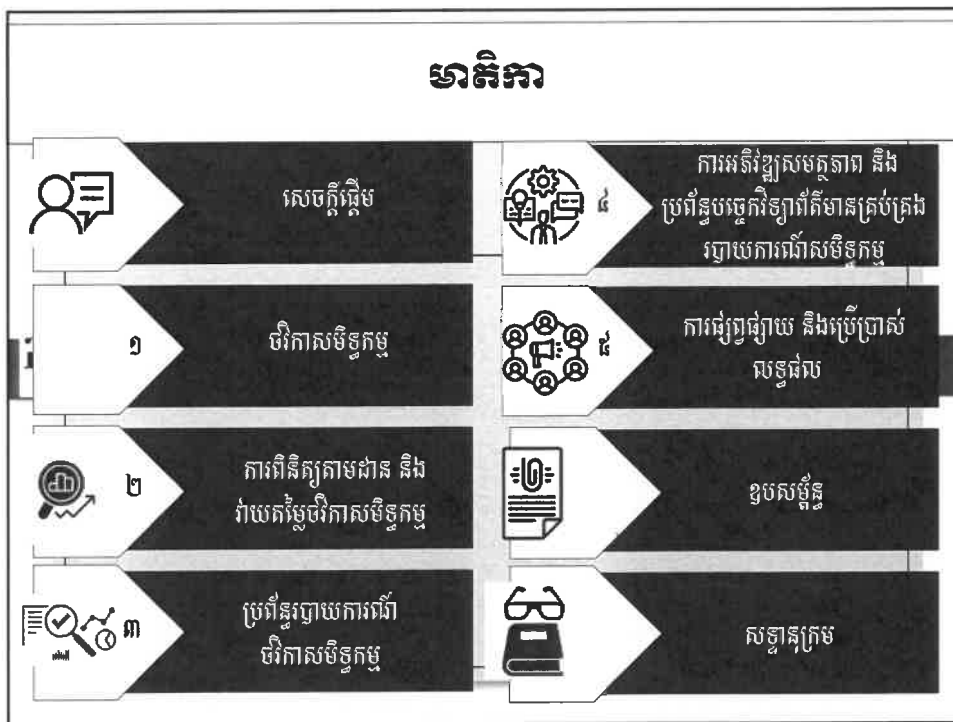 មាតិកា
សេចក្តីផ្តើម
១
ថវិកាសមិទ្ធកម្ម
២
ការពិនិត្យតាមដាន និង
វាយតម្លៃថវិកាសមិទ្ធកម្ម
៣
ប្រព័ន្ធរបាយការណ៍
ថវិកាសមិទ្ធកម្ម
៤
ការអភិវឌ្ឍសមត្ថភាព និង
ប្រព័ន្ធបច្ចេកវិទ្យាព័ត៌មានគ្រប់គ្រង
របាយការណ៍សមិទ្ធកម្ម
៥
ការផ្សព្វផ្សាយ និងប្រើប្រាស់
លទ្ធផល
ឧបសម្ព័ន្ធ
សទ្ទានុក្រម